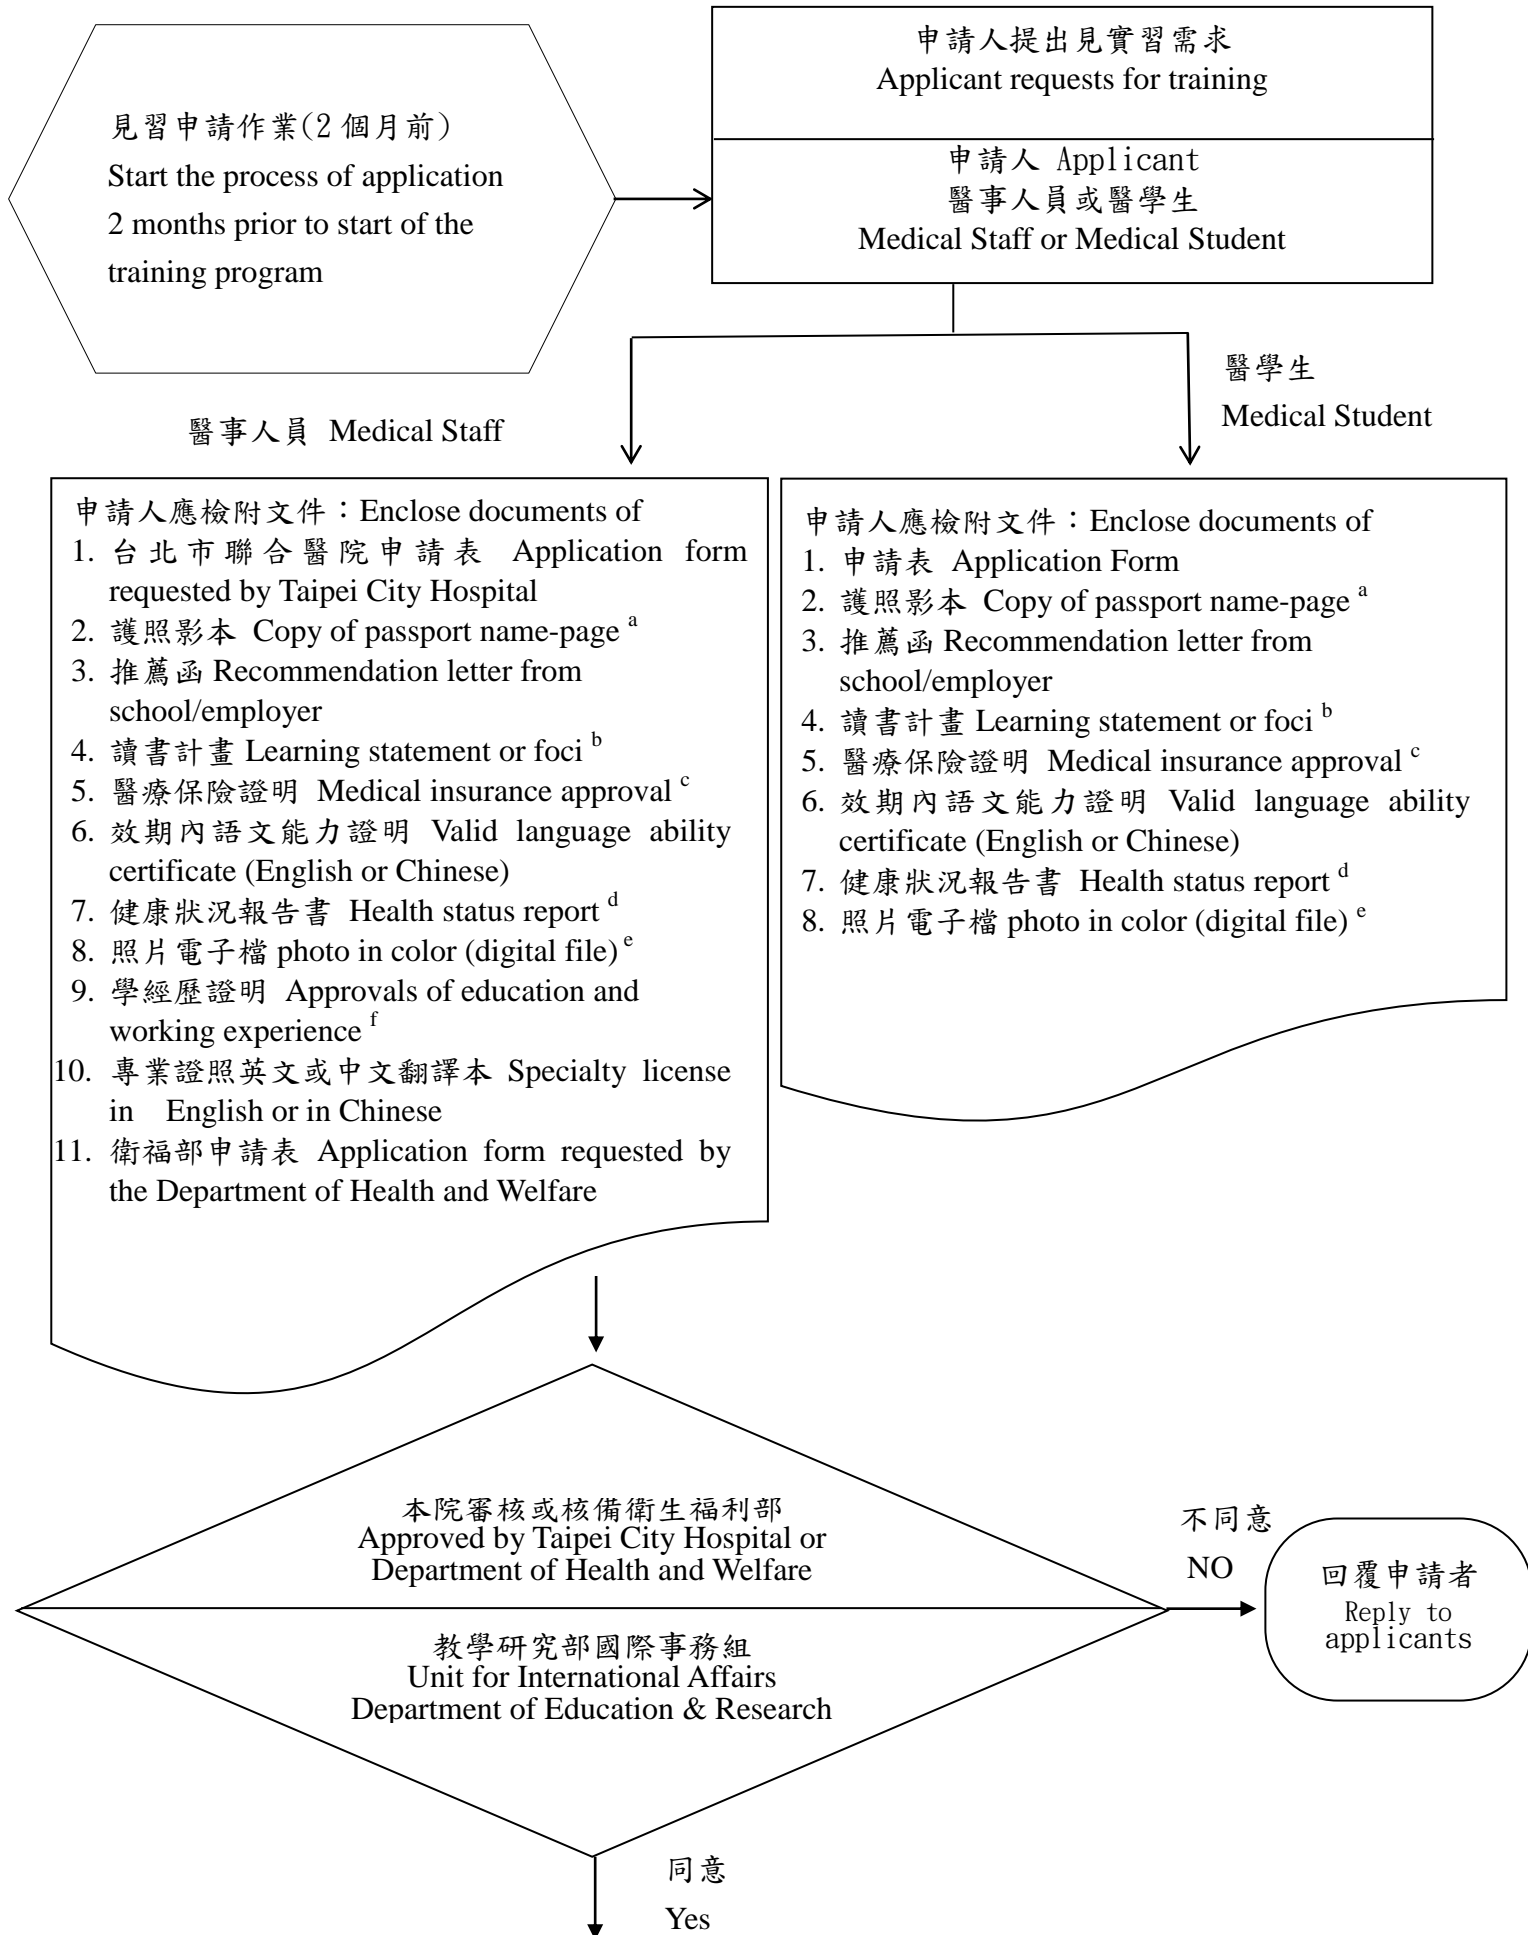 見習申請作業(2 個月前)
Start the process of application
2 months prior to start of the
training program
申請人提出見實習需求
Applicant requests for training
申請人 Applicant
醫事人員或醫學生
Medical Staff or Medical Student
醫事人員 Medical Staff
醫學生
Medical Student
申請人應檢附文件：Enclose documents of
1. 台北市聯合醫院申請表 Application form
requested by Taipei City Hospital
2. 護照影本 Copy of passport name-page a
3. 推薦函 Recommendation letter from
school/employer
4. 讀書計畫 Learning statement or foci b
5. 醫療保險證明 Medical insurance approval c
6. 效期內語文能力證明 Valid language ability
certificate (English or Chinese)
7. 健康狀況報告書 Health status report d
8. 照片電子檔 photo in color (digital file) e
9. 學經歷證明 Approvals of education and
working experience f
10. 專業證照英文或中文翻譯本 Specialty license
in English or in Chinese
11. 衛福部申請表 Application form requested by
the Department of Health and Welfare
申請人應檢附文件：Enclose documents of
1. 申請表 Application Form
2. 護照影本 Copy of passport name-page a
3. 推薦函 Recommendation letter from
school/employer
4. 讀書計畫 Learning statement or foci b
5. 醫療保險證明 Medical insurance approval c
6. 效期內語文能力證明 Valid language ability
certificate (English or Chinese)
7. 健康狀況報告書 Health status report d
8. 照片電子檔 photo in color (digital file) e
本院審核或核備衛生福利部
Approved by Taipei City Hospital or
Department of Health and Welfare
教學研究部國際事務組
Unit for International Affairs
Department of Education & Research
不同意
NO
回覆申請者
Reply to
applicants
同意
Yes